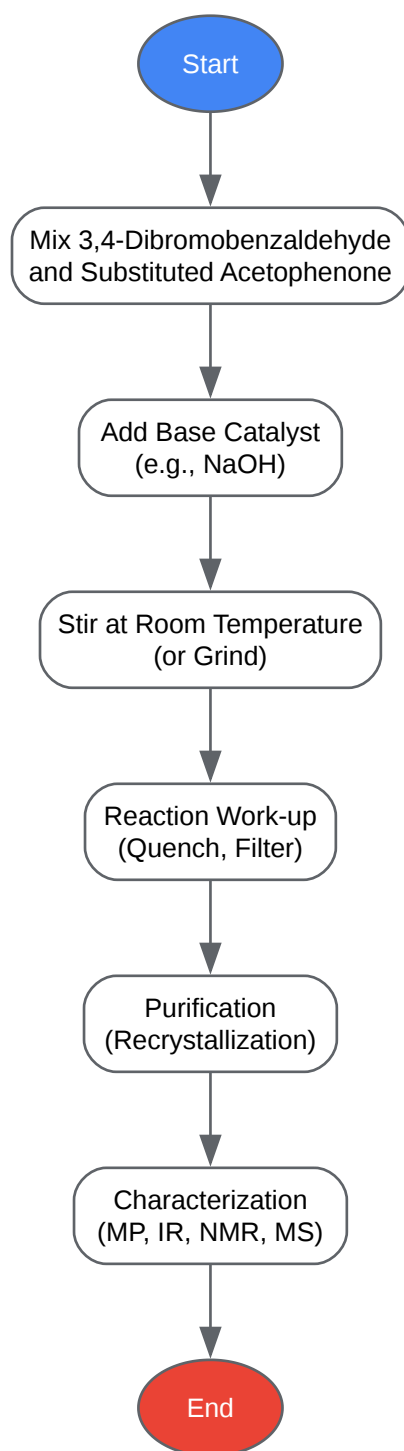 Start
Mix 3,4-Dibromobenzaldehyde
and Substituted Acetophenone
Add Base Catalyst
(e.g., NaOH)
Stir at Room Temperature
(or Grind)
Reaction Work-up
(Quench, Filter)
Purification
(Recrystallization)
Characterization
(MP, IR, NMR, MS)
End